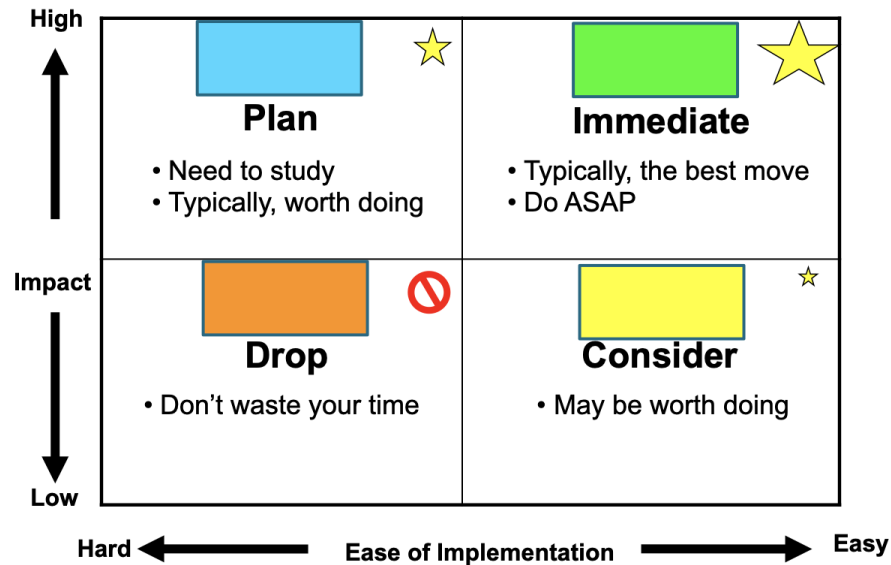 High
Plan
• Need to study
• Typically, worth doing
Immediate
• Typically, the best move
• Do ASAP
Impact
Drop
• Don’t waste your time
Consider
• May be worth doing
Low
Hard
Ease of Implementation
Easy